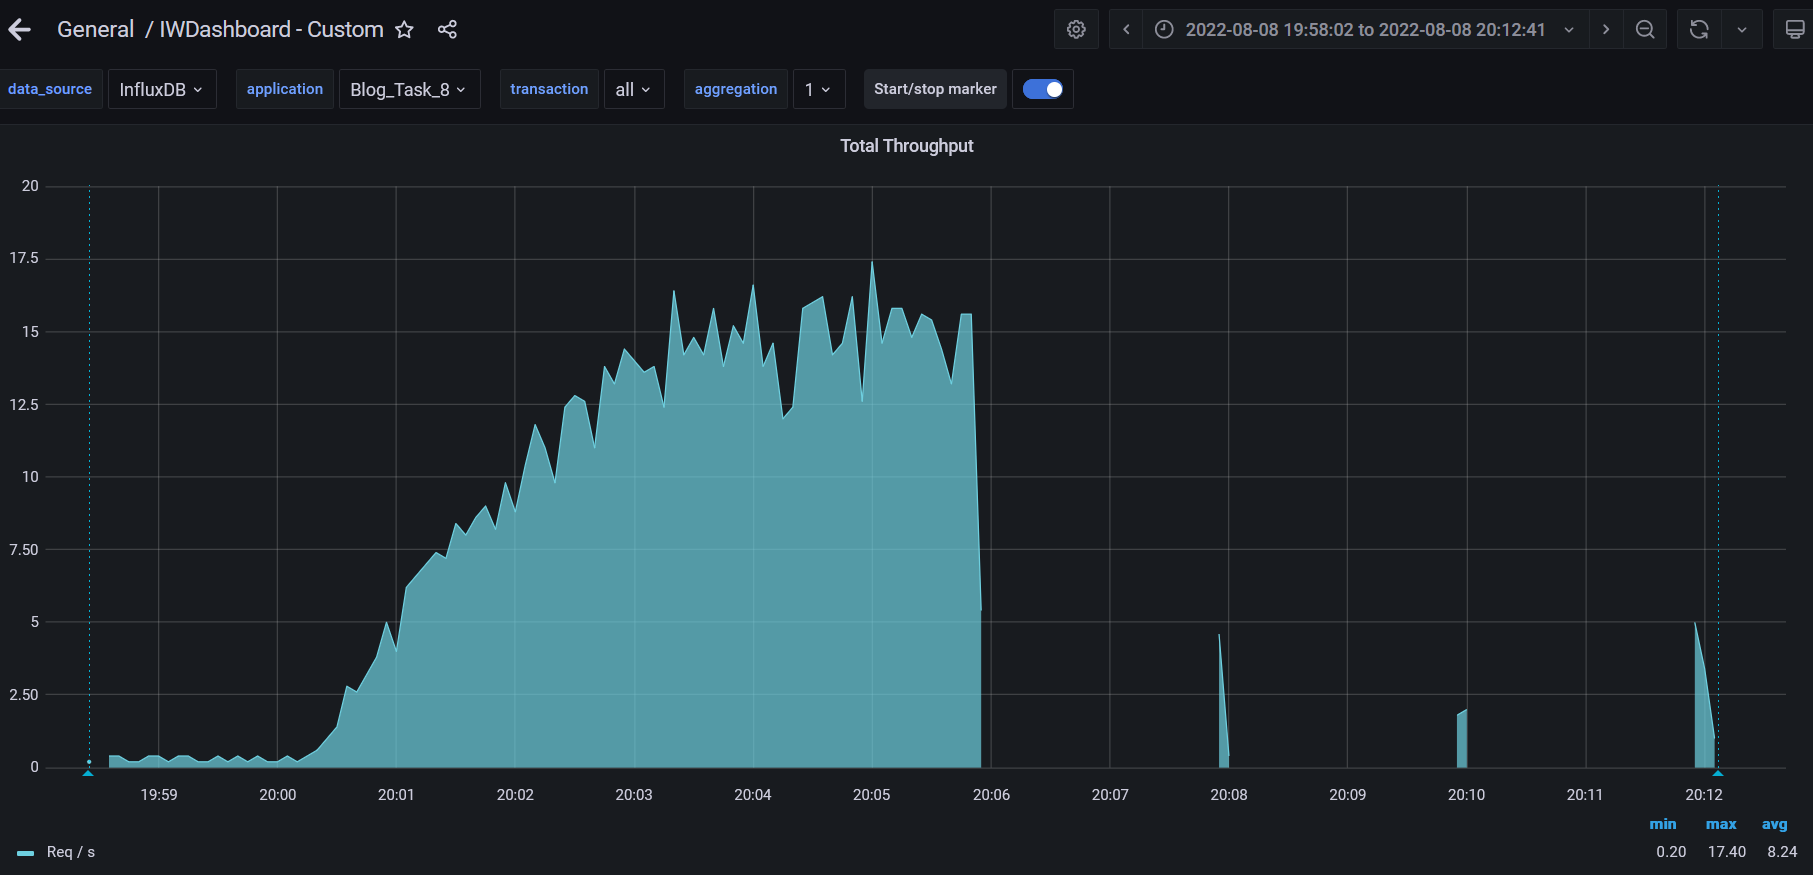 General / IWDashboard - Custom
2022-08-08 19:58:02 to 2022-08-08 20:12:41
data_source InfluxDB application Blog_Task_8 transaction all aggregation 1 Start/stop marker
Total Throughput
20
17.5
15
12.5
10
7.50
5
2.50
0
19:59 20:00 20:01 20:02 20:03 20:04 20:05 20:06 20:07 20:08 20:09 20:10 20:11 20:12
min max avg
Req / s 0.20 17.40 8.24